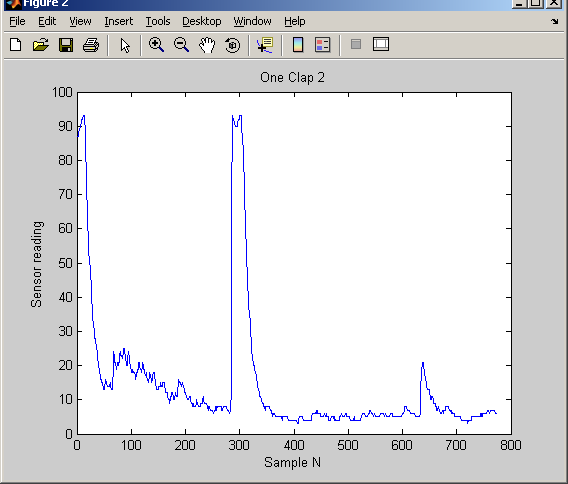 Figure 2
File Edit View Insert Tools Desktop Window Help
One Clap 2
100
90
80
70
60
50
40
30
20
10
0
Sensor reading
0 100 200 300 400 500 600 700 800
Sample N